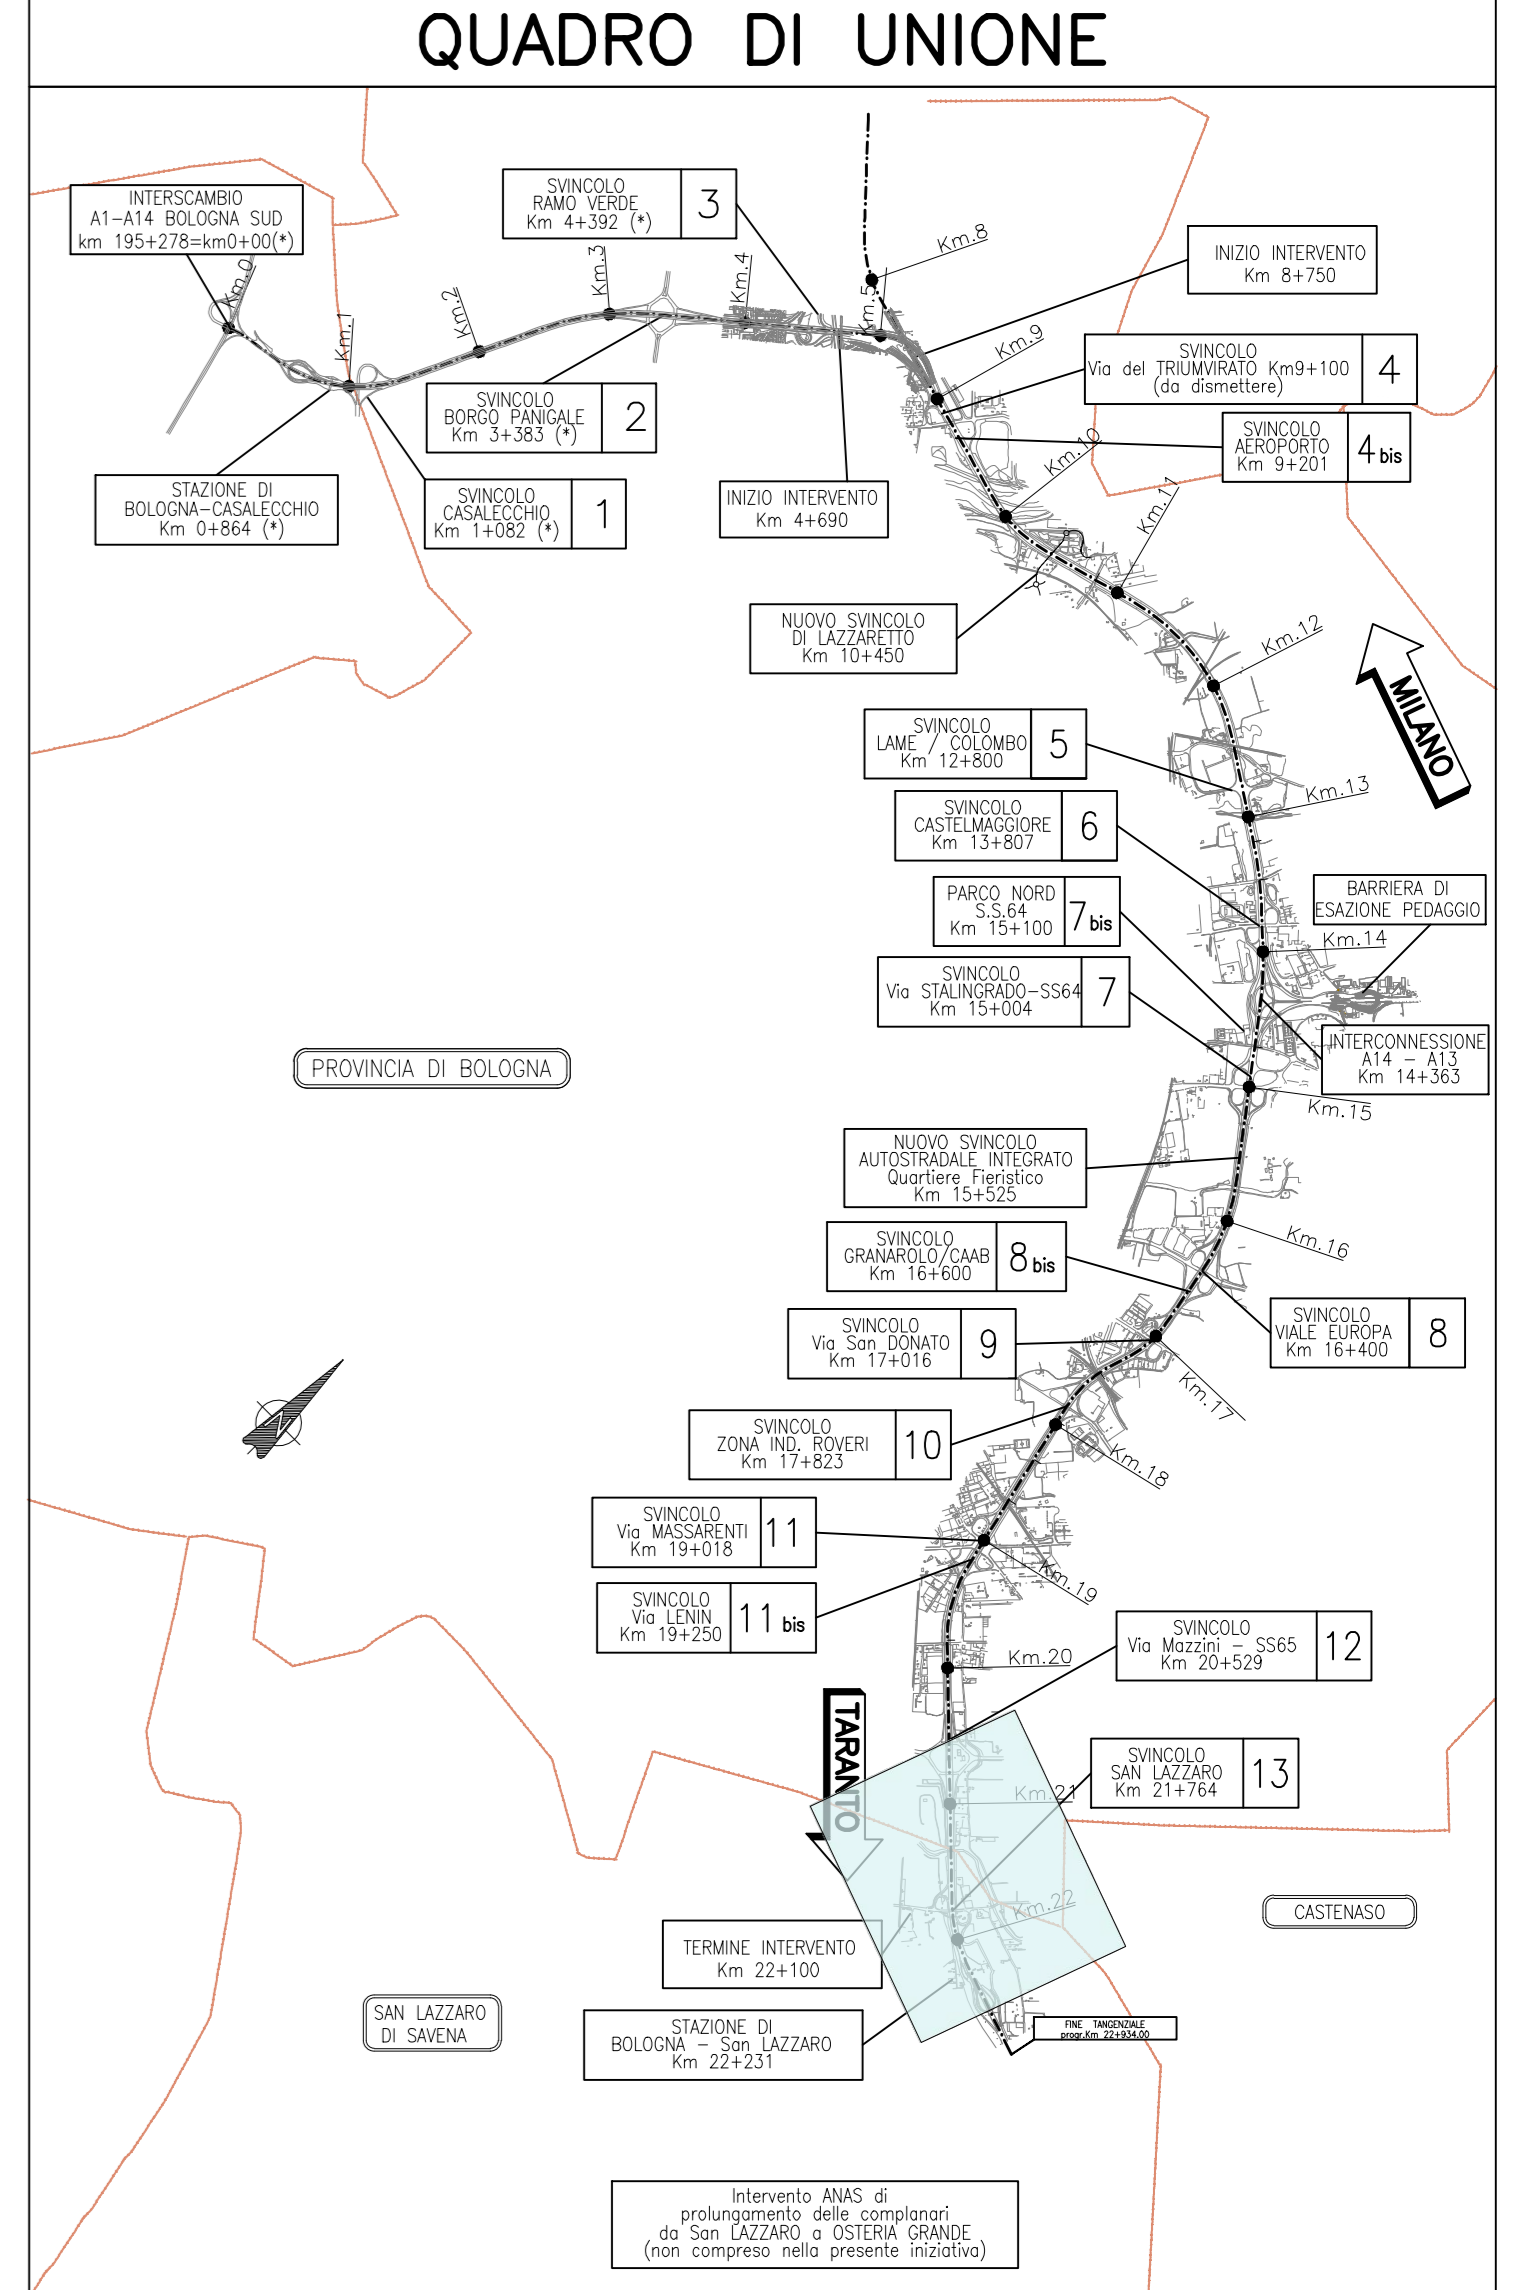 QUADRO DI UNIONE
INTERSCAMBIO
A1-A14 BOLOGNA SUD
km 195+278=km0+00(*)
SVINCOLO
RAMO VERDE
Km 4+392 (*)
3
Km.8
INIZIO INTERVENTO
Km 8+750
Km.0
Km.1
Km.2
Km.3
Km.4
Km.5
Km.9
SVINCOLO
Via del TRIUMVIRATO Km9+100
(da dismettere)
4
SVINCOLO
BORGO PANIGALE
Km 3+383 (*)
2
SVINCOLO
AEROPORTO
Km 9+201
4 bis
Km.10
STAZIONE DI
BOLOGNA-CASALECCHIO
Km 0+864 (*)
SVINCOLO
CASALECCHIO
Km 1+082 (*)
1
INIZIO INTERVENTO
Km 4+690
Km.11
NUOVO SVINCOLO
DI LAZZARETTO
Km 10+450
Km.12
MILANO
SVINCOLO
LAME / COLOMBO
Km 12+800
5
Km.13
SVINCOLO
CASTELMAGGIORE
Km 13+807
6
BARRIERA DI
ESAZIONE PEDAGGIO
PARCO NORD
S.S.64
Km 15+100
7 bis
Km.14
SVINCOLO
Via STALINGRADO-SS64
Km 15+004
7
INTERCONNESSIONE
A14 - A13
Km 14+363
PROVINCIA DI BOLOGNA
Km.15
NUOVO SVINCOLO
AUTOSTRADALE INTEGRATO
Quartiere Fieristico
Km 15+525
Km.16
SVINCOLO
GRANAROLO/CAAB
Km 16+600
8 bis
SVINCOLO
VIALE EUROPA
Km 16+400
8
SVINCOLO
Via San DONATO
Km 17+016
9
Km.17
SVINCOLO
ZONA IND. ROVERI
Km 17+823
10
Km.18
SVINCOLO
Via MASSARENTI
Km 19+018
11
Km.19
SVINCOLO
Via LENIN
Km 19+250
11 bis
SVINCOLO
Via Mazzini - SS65
Km 20+529
12
Km.20
TARANTO
SVINCOLO
SAN LAZZARO
Km 21+764
13
Km.21
CASTENASO
Km.22
TERMINE INTERVENTO
Km 22+100
SAN LAZZARO
DI SAVENA
STAZIONE DI
BOLOGNA - San LAZZARO
Km 22+231
FINE TANGENZIALE
progr.Km 22+934.00
Intervento ANAS di
prolungamento delle complanari
da San LAZZARO a OSTERIA GRANDE
(non compreso nella presente iniziativa)